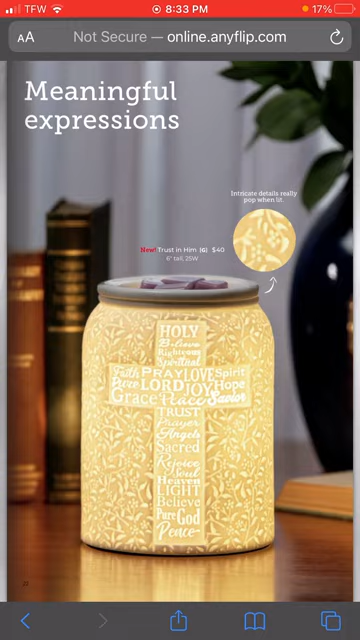 TFW 8:33 PM 17%
AA Not Secure — online.anyflip.com
Meaningful
expressions
Intricate details really
pop when lit.
New! Trust in Him (G) $40
6" tall, 25W
HOLY
Believe
Righteous
Spiritual
Faith PRAY LOVE Spirit
Pure LORD JOY Hope
Grace Peace Savior
TRUST
Prayer
Angels
Sacred
Rejoice
Soul
Heaven
LIGHT
Believe
Pure God
Peace